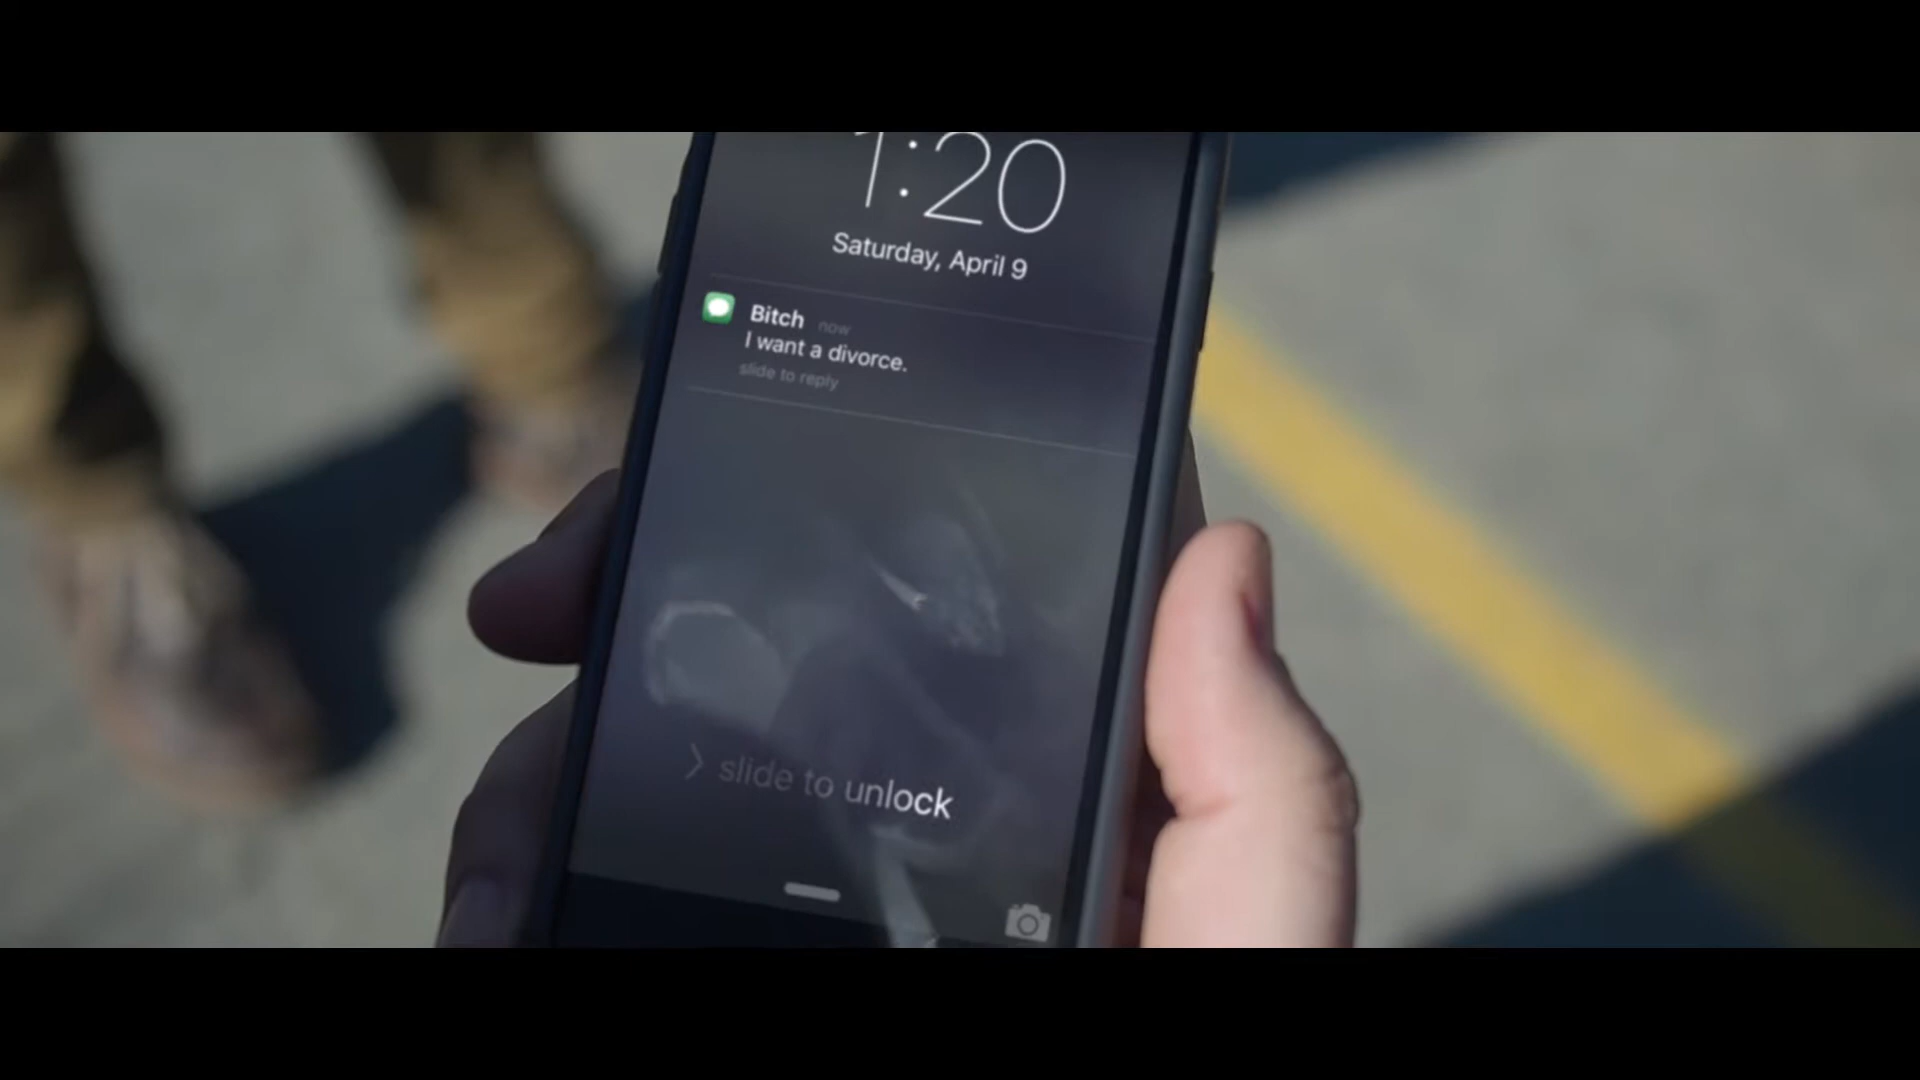 1:20
Saturday, April 9
Bitch now
I want a divorce.
slide to reply
> slide to unlock